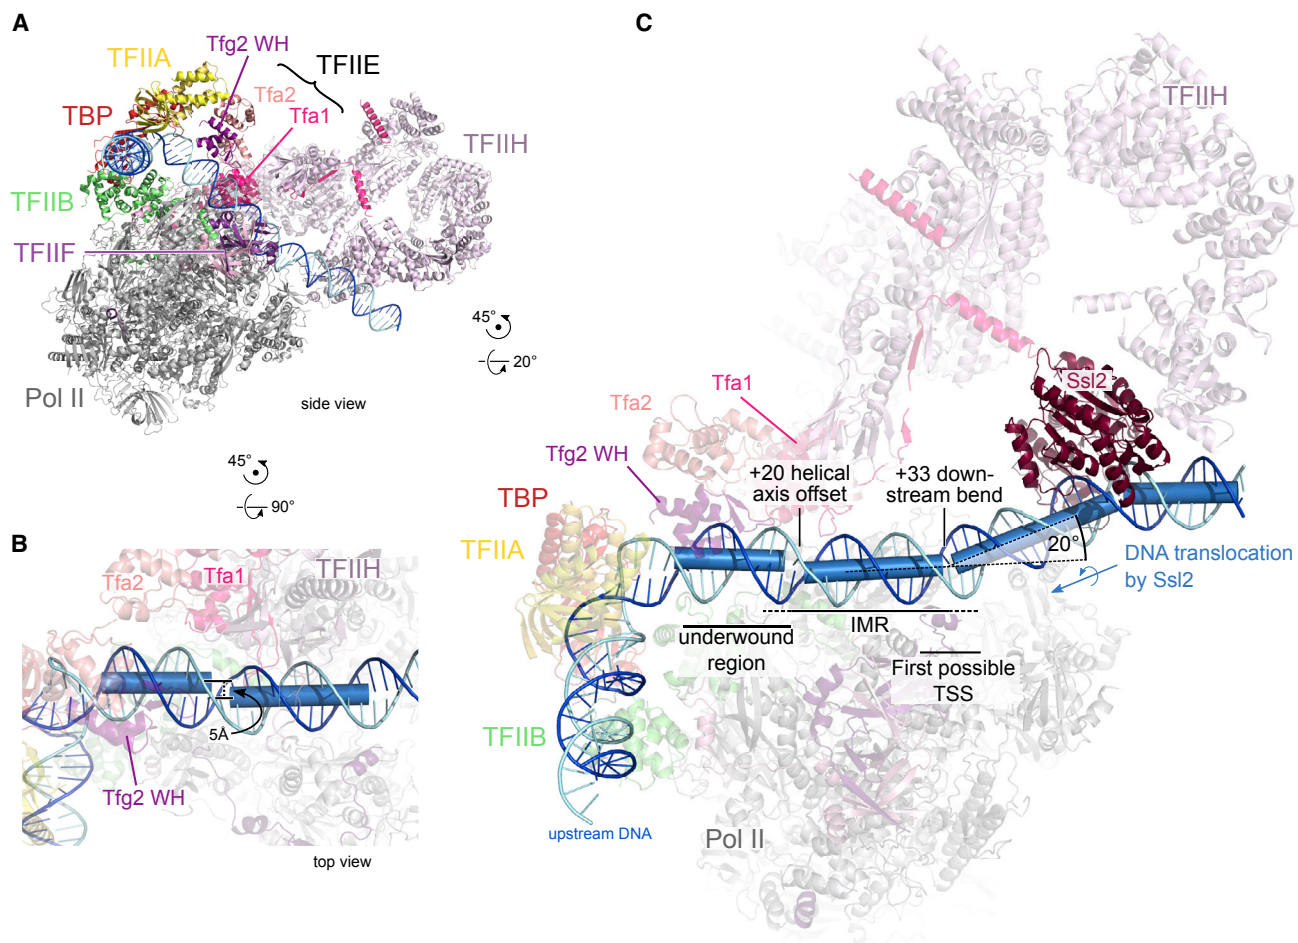 A
Tfg2 WH
TFIIA
TFIIE
Tfa2
TBP
Tfa1
TFIIH
TFIIB
TFIIF
Pol II
side view
45°
20°
45°
90°
B
Tfa2
Tfa1
TFIIH
5Å
Tfg2 WH
top view
C
TFIIH
Ssl2
Tfa1
Tfa2
Tfg2 WH
+20 helical
axis offset
+33 down-
stream bend
TBP
TFIIA
20°
DNA translocation
by Ssl2
underwound
region
IMR
First possible
TSS
TFIIB
upstream DNA
Pol II